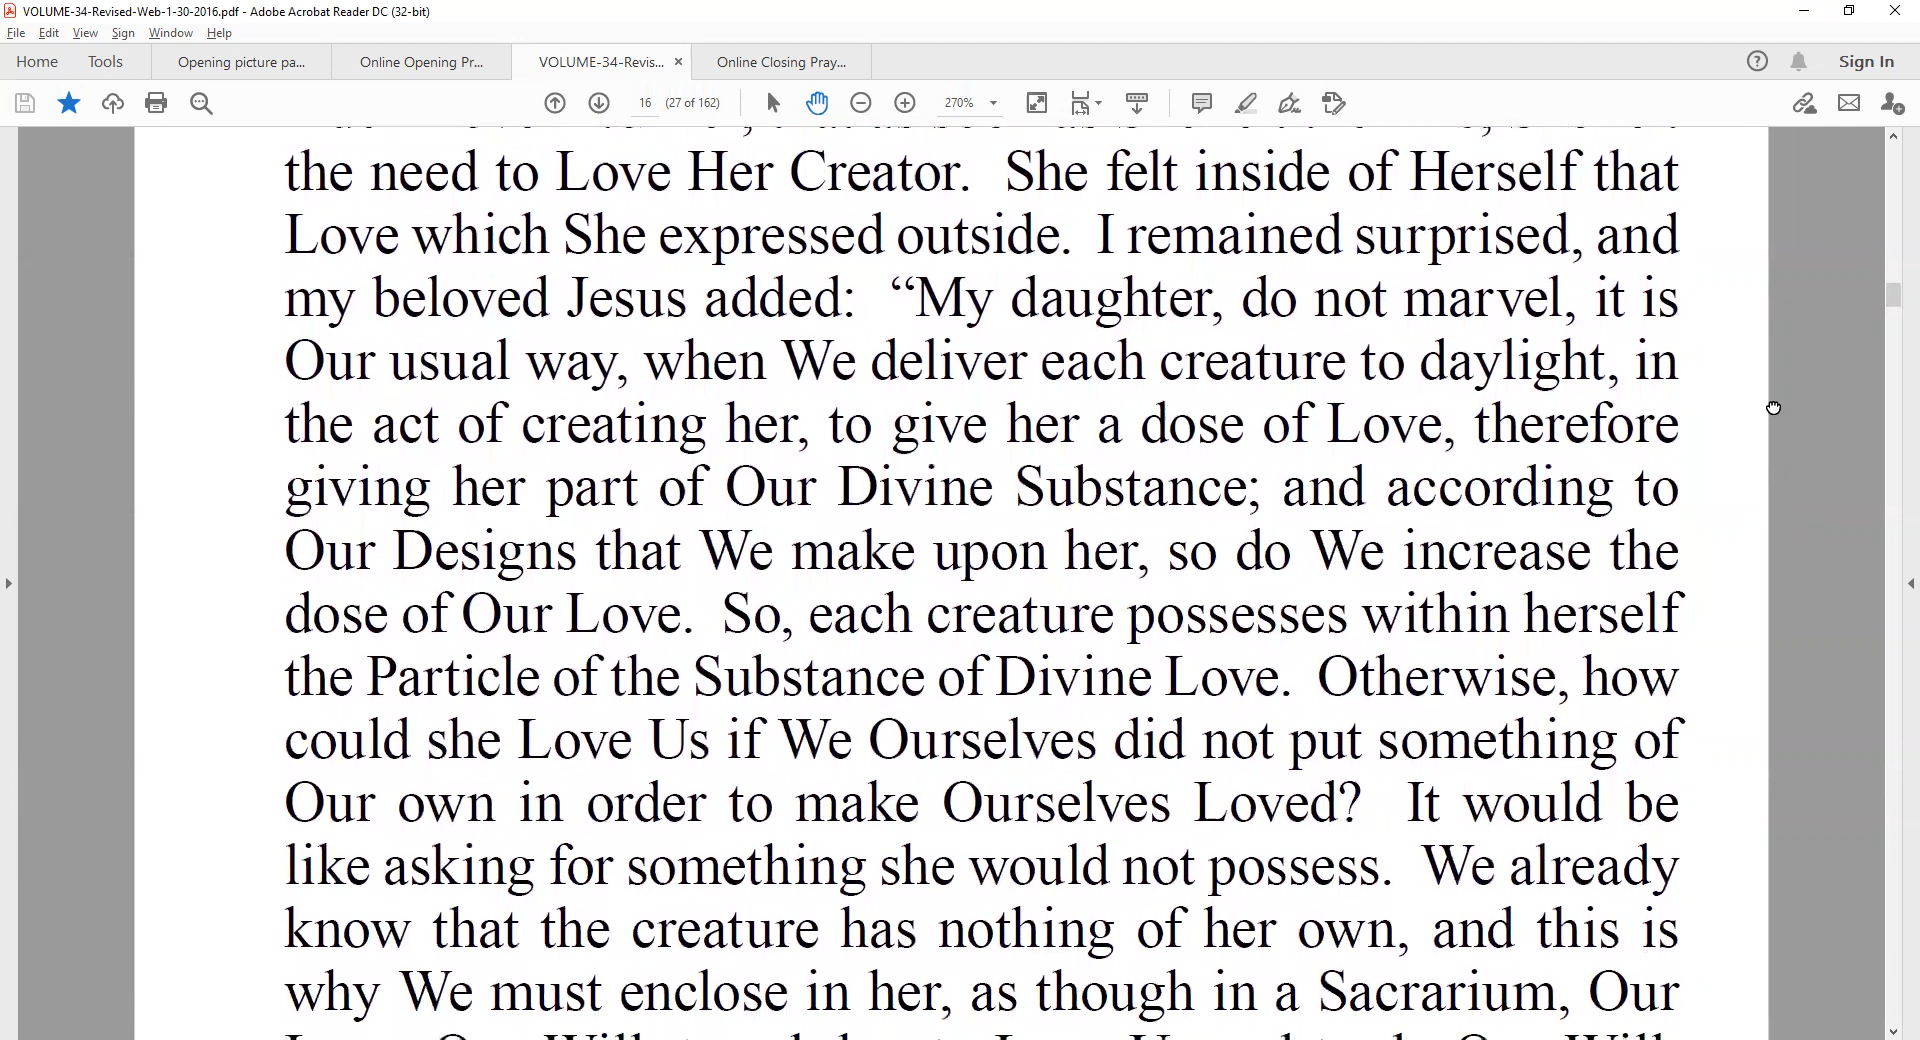 VOLUME-34-Revised-Web-1-30-2016.pdf - Adobe Acrobat Reader DC (32-bit)
File Edit View Sign Window Help
Home Tools Opening picture pa... Online Opening Pr... VOLUME-34-Revis... × Online Closing Pray... Sign In
16 (27 of 162) 270%
the need to Love Her Creator. She felt inside of Herself that
Love which She expressed outside. I remained surprised, and
my beloved Jesus added: “My daughter, do not marvel, it is
Our usual way, when We deliver each creature to daylight, in
the act of creating her, to give her a dose of Love, therefore
giving her part of Our Divine Substance; and according to
Our Designs that We make upon her, so do We increase the
dose of Our Love. So, each creature possesses within herself
the Particle of the Substance of Divine Love. Otherwise, how
could she Love Us if We Ourselves did not put something of
Our own in order to make Ourselves Loved? It would be
like asking for something she would not possess. We already
know that the creature has nothing of her own, and this is
why We must enclose in her, as though in a Sacrarium, Our